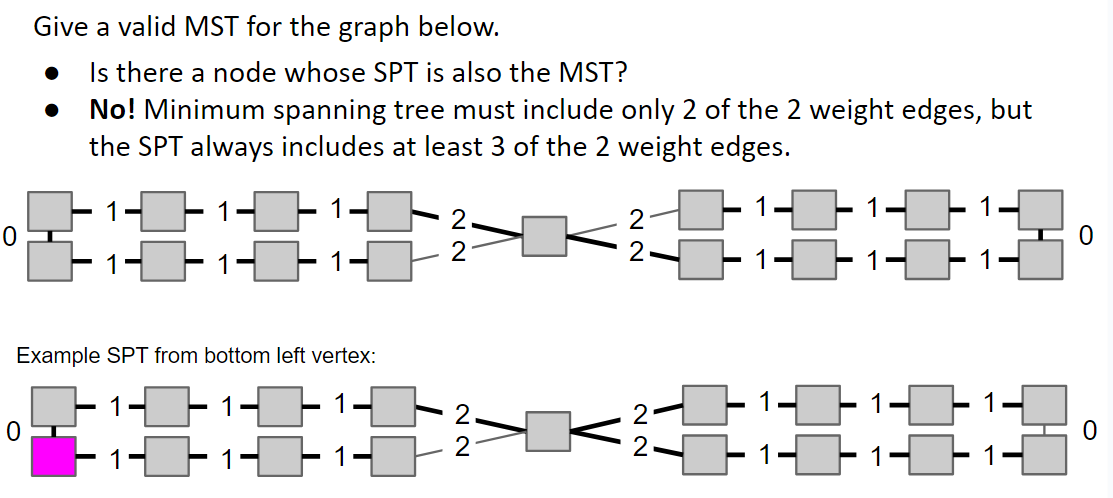 Give a valid MST for the graph below.
● Is there a node whose SPT is also the MST?
● No! Minimum spanning tree must include only 2 of the 2 weight edges, but
the SPT always includes at least 3 of the 2 weight edges.
1 1 1 2 2 1 1 1
0 0
1 1 1 2 2 1 1 1
Example SPT from bottom left vertex:
1 1 1 2 2 1 1 1
0 0
1 1 1 2 2 1 1 1